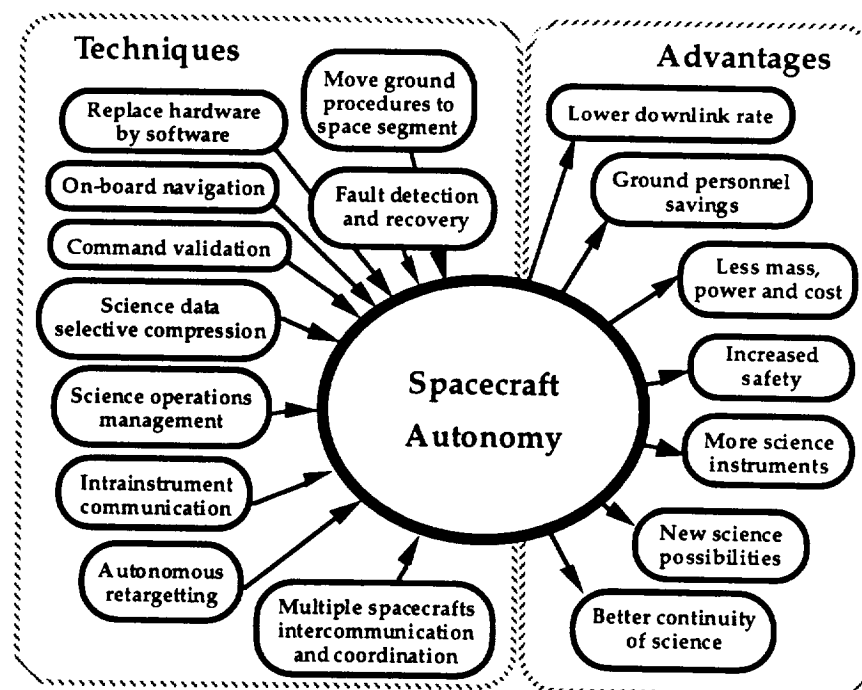 Techniques
Move ground
procedures to
space segment
Replace hardware
by software
On-board navigation
Fault detection
and recovery
Command validation
Science data
selective compression
Science operations
management
Intrainstrument
communication
Autonomous
retargetting
Multiple spacecrafts
intercommunication
and coordination
Spacecraft
Autonomy
Advantages
Lower downlink rate
Ground personnel
savings
Less mass,
power and cost
Increased
safety
More science
instruments
New science
possibilities
Better continuity
of science